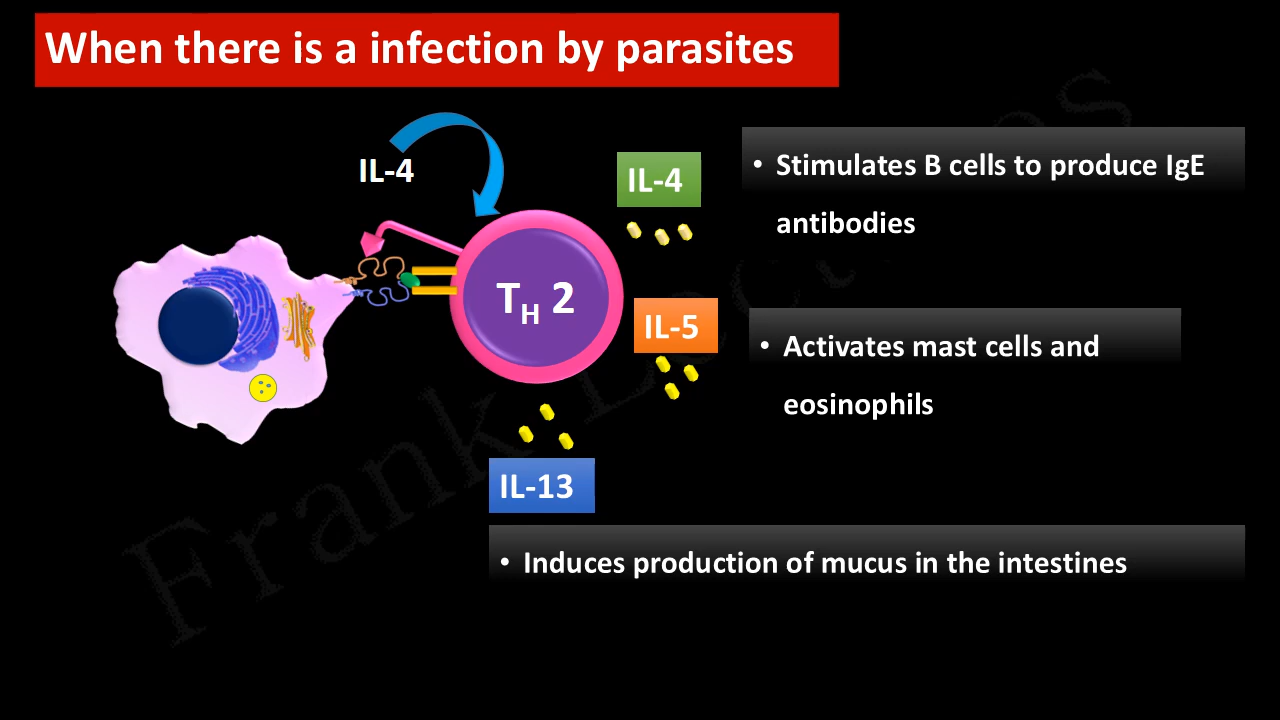 When there is a infection by parasites
IL-4
IL-4
• Stimulates B cells to produce IgE
antibodies
TH 2
IL-5
• Activates mast cells and
eosinophils
IL-13
• Induces production of mucus in the intestines